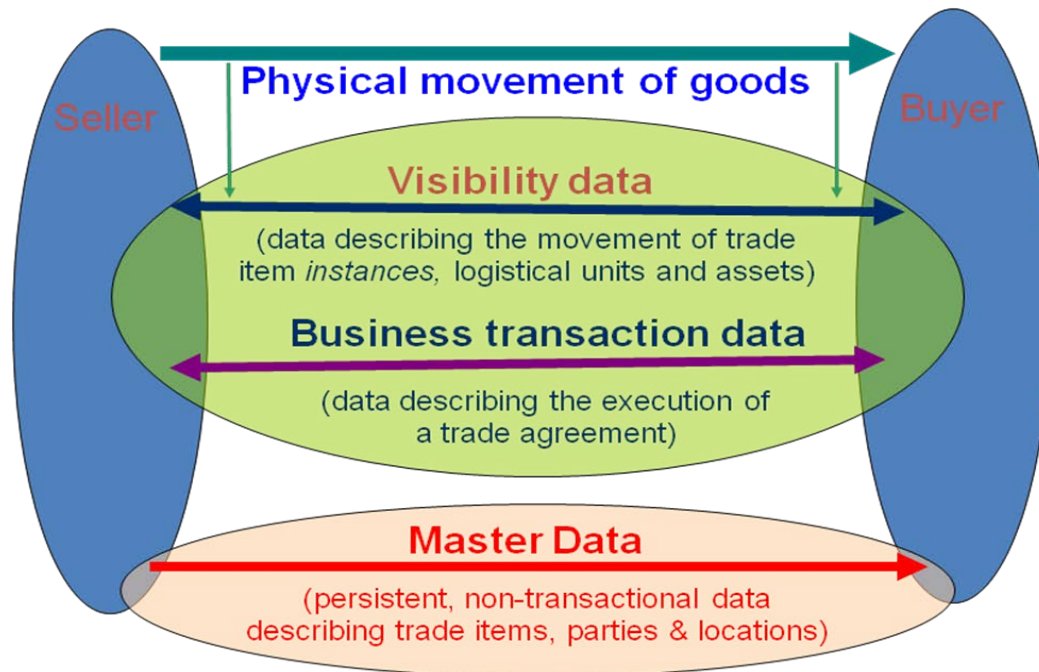 Physical movement of goods
Seller
Buyer
Visibility data
(data describing the movement of trade
item instances, logistical units and assets)
Business transaction data
(data describing the execution of
a trade agreement)
Master Data
(persistent, non-transactional data
describing trade items, parties & locations)